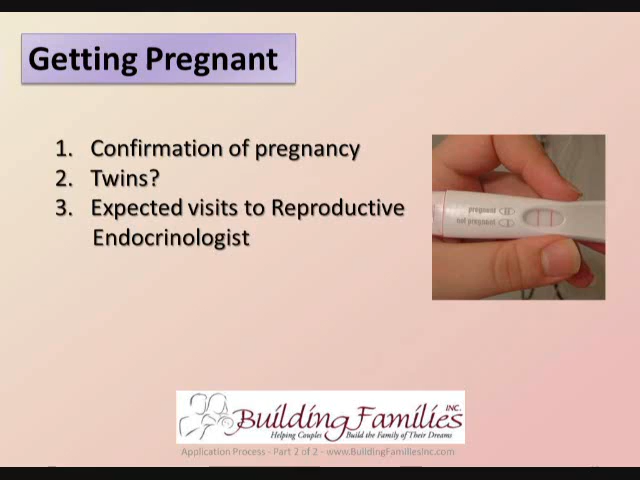 Getting Pregnant
1. Confirmation of pregnancy
2. Twins?
3. Expected visits to Reproductive
Endocrinologist
pregnant
not pregnant
Building Families INC.
Helping Couples Build the Family of Their Dreams
Application Process - Part 2 of 2 - www.BuildingFamiliesInc.com